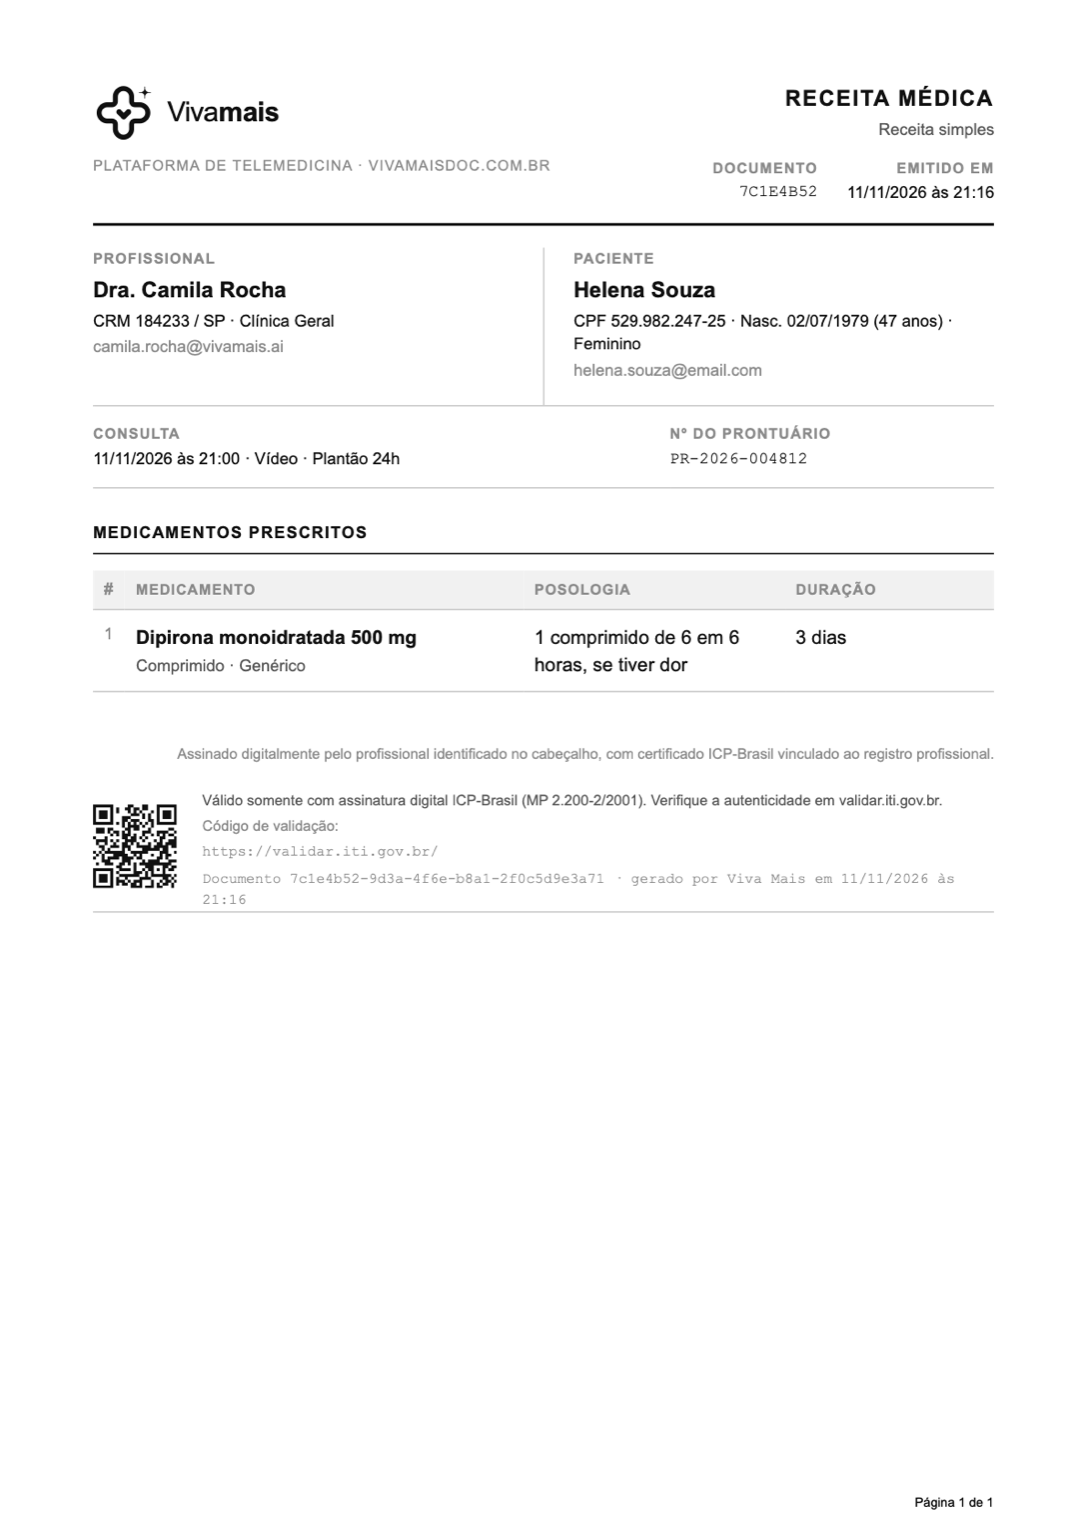 Vivamais
PLATAFORMA DE TELEMEDICINA · VIVAMAISDOC.COM.BR
RECEITA MÉDICA
Receita simples
DOCUMENTO
7C1E4B52
EMITIDO EM
11/11/2026 às 21:16
PROFISSIONAL
Dra. Camila Rocha
CRM 184233 / SP · Clínica Geral
camila.rocha@vivamais.ai
PACIENTE
Helena Souza
CPF 529.982.247-25 · Nasc. 02/07/1979 (47 anos) ·
Feminino
helena.souza@email.com
CONSULTA
11/11/2026 às 21:00 · Vídeo · Plantão 24h
Nº DO PRONTUÁRIO
PR-2026-004812
MEDICAMENTOS PRESCRITOS
# MEDICAMENTO POSOLOGIA DURAÇÃO
1 Dipirona monoidratada 500 mg 1 comprimido de 6 em 6 3 dias
Comprimido · Genérico horas, se tiver dor
Assinado digitalmente pelo profissional identificado no cabeçalho, com certificado ICP-Brasil vinculado ao registro profissional.
Válido somente com assinatura digital ICP-Brasil (MP 2.200-2/2001). Verifique a autenticidade em validar.iti.gov.br.
Código de validação:
https://validar.iti.gov.br/
Documento 7c1e4b52-9d3a-4f6e-b8a1-2f0c5d9e3a71 · gerado por Viva Mais em 11/11/2026 às
21:16
Página 1 de 1